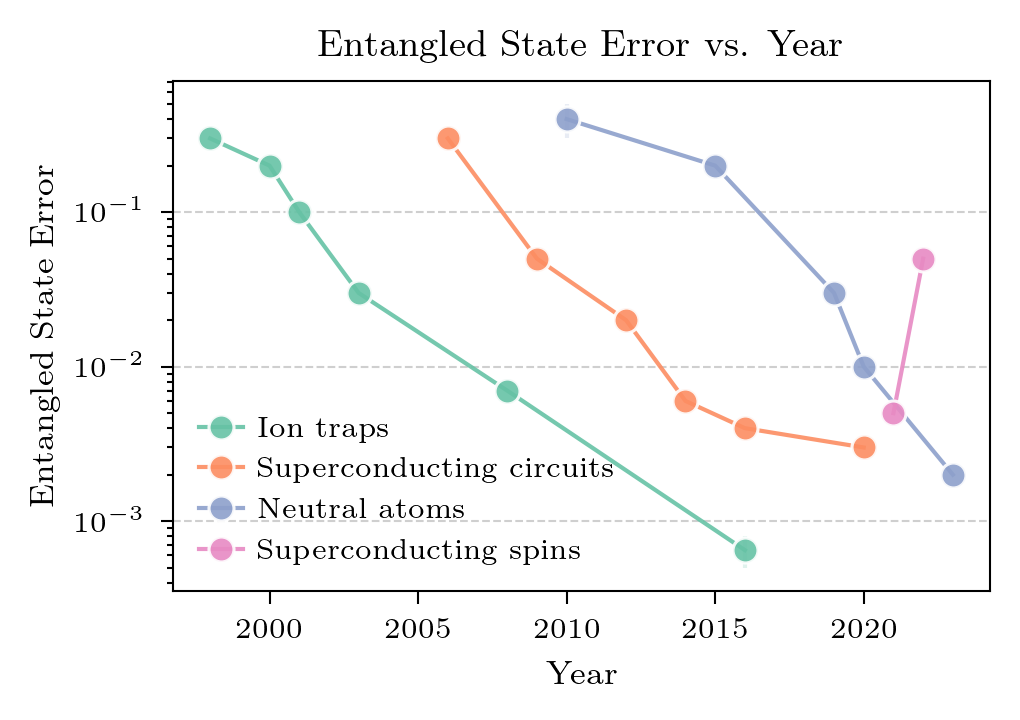 Entangled State Error vs. Year
Entangled State Error
10⁻¹
10⁻²
10⁻³
Ion traps
Superconducting circuits
Neutral atoms
Superconducting spins
2000 2005 2010 2015 2020
Year